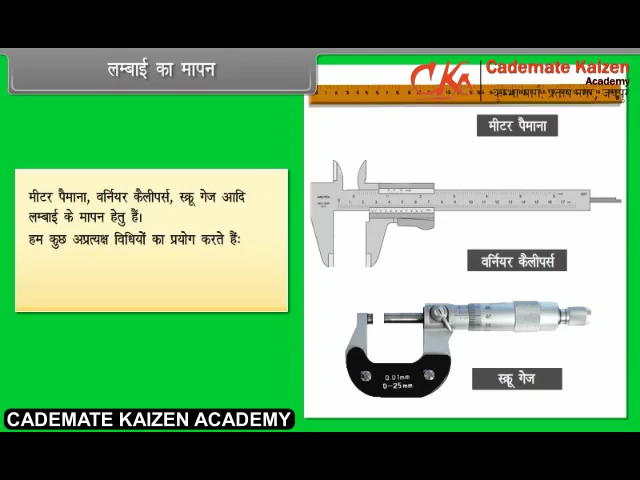 लम्बाई का मापन
Cademate Kaizen
Academy
मीटर पैमाना
मीटर पैमाना, वर्नियर कैलीपर्स, स्क्रू गेज आदि
लम्बाई के मापन हेतु हैं।
हम कुछ अप्रत्यक्ष विधियों का प्रयोग करते हैंः
वर्नियर कैलीपर्स
0.01mm
0-25mm
स्क्रू गेज
CADEMATE KAIZEN ACADEMY